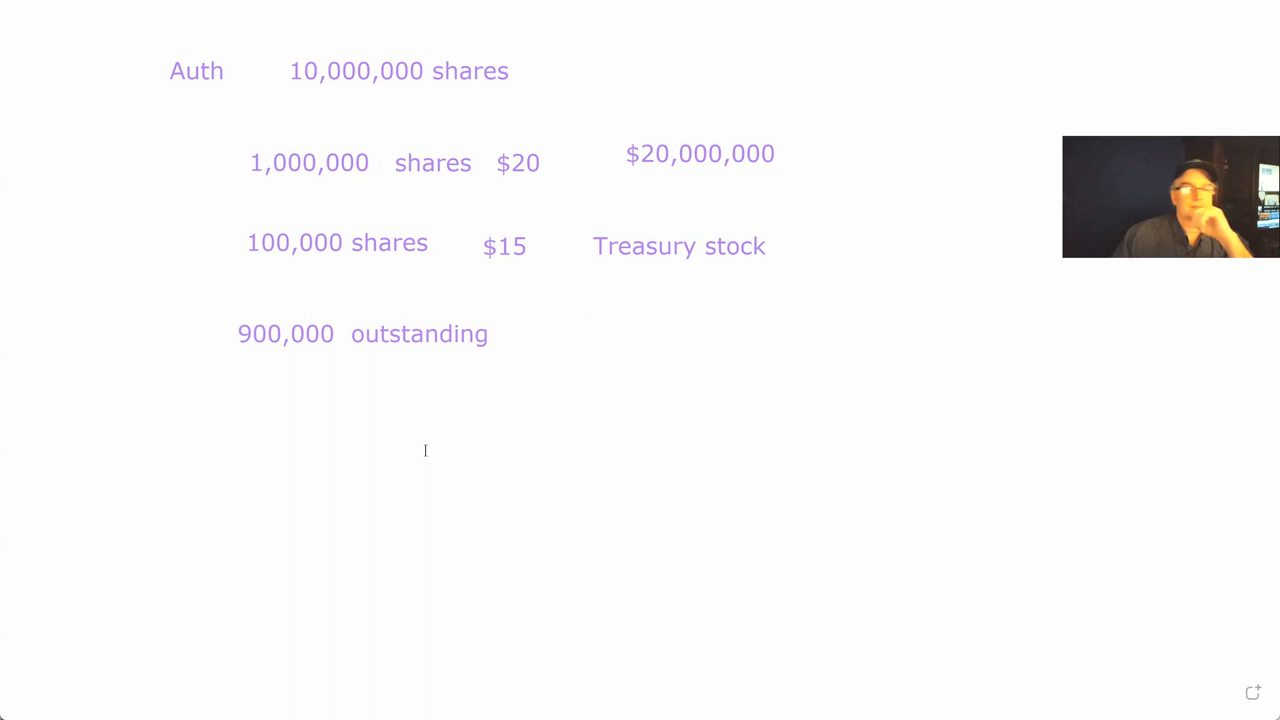 Auth 10,000,000 shares
1,000,000 shares $20 $20,000,000
100,000 shares $15 Treasury stock
900,000 outstanding